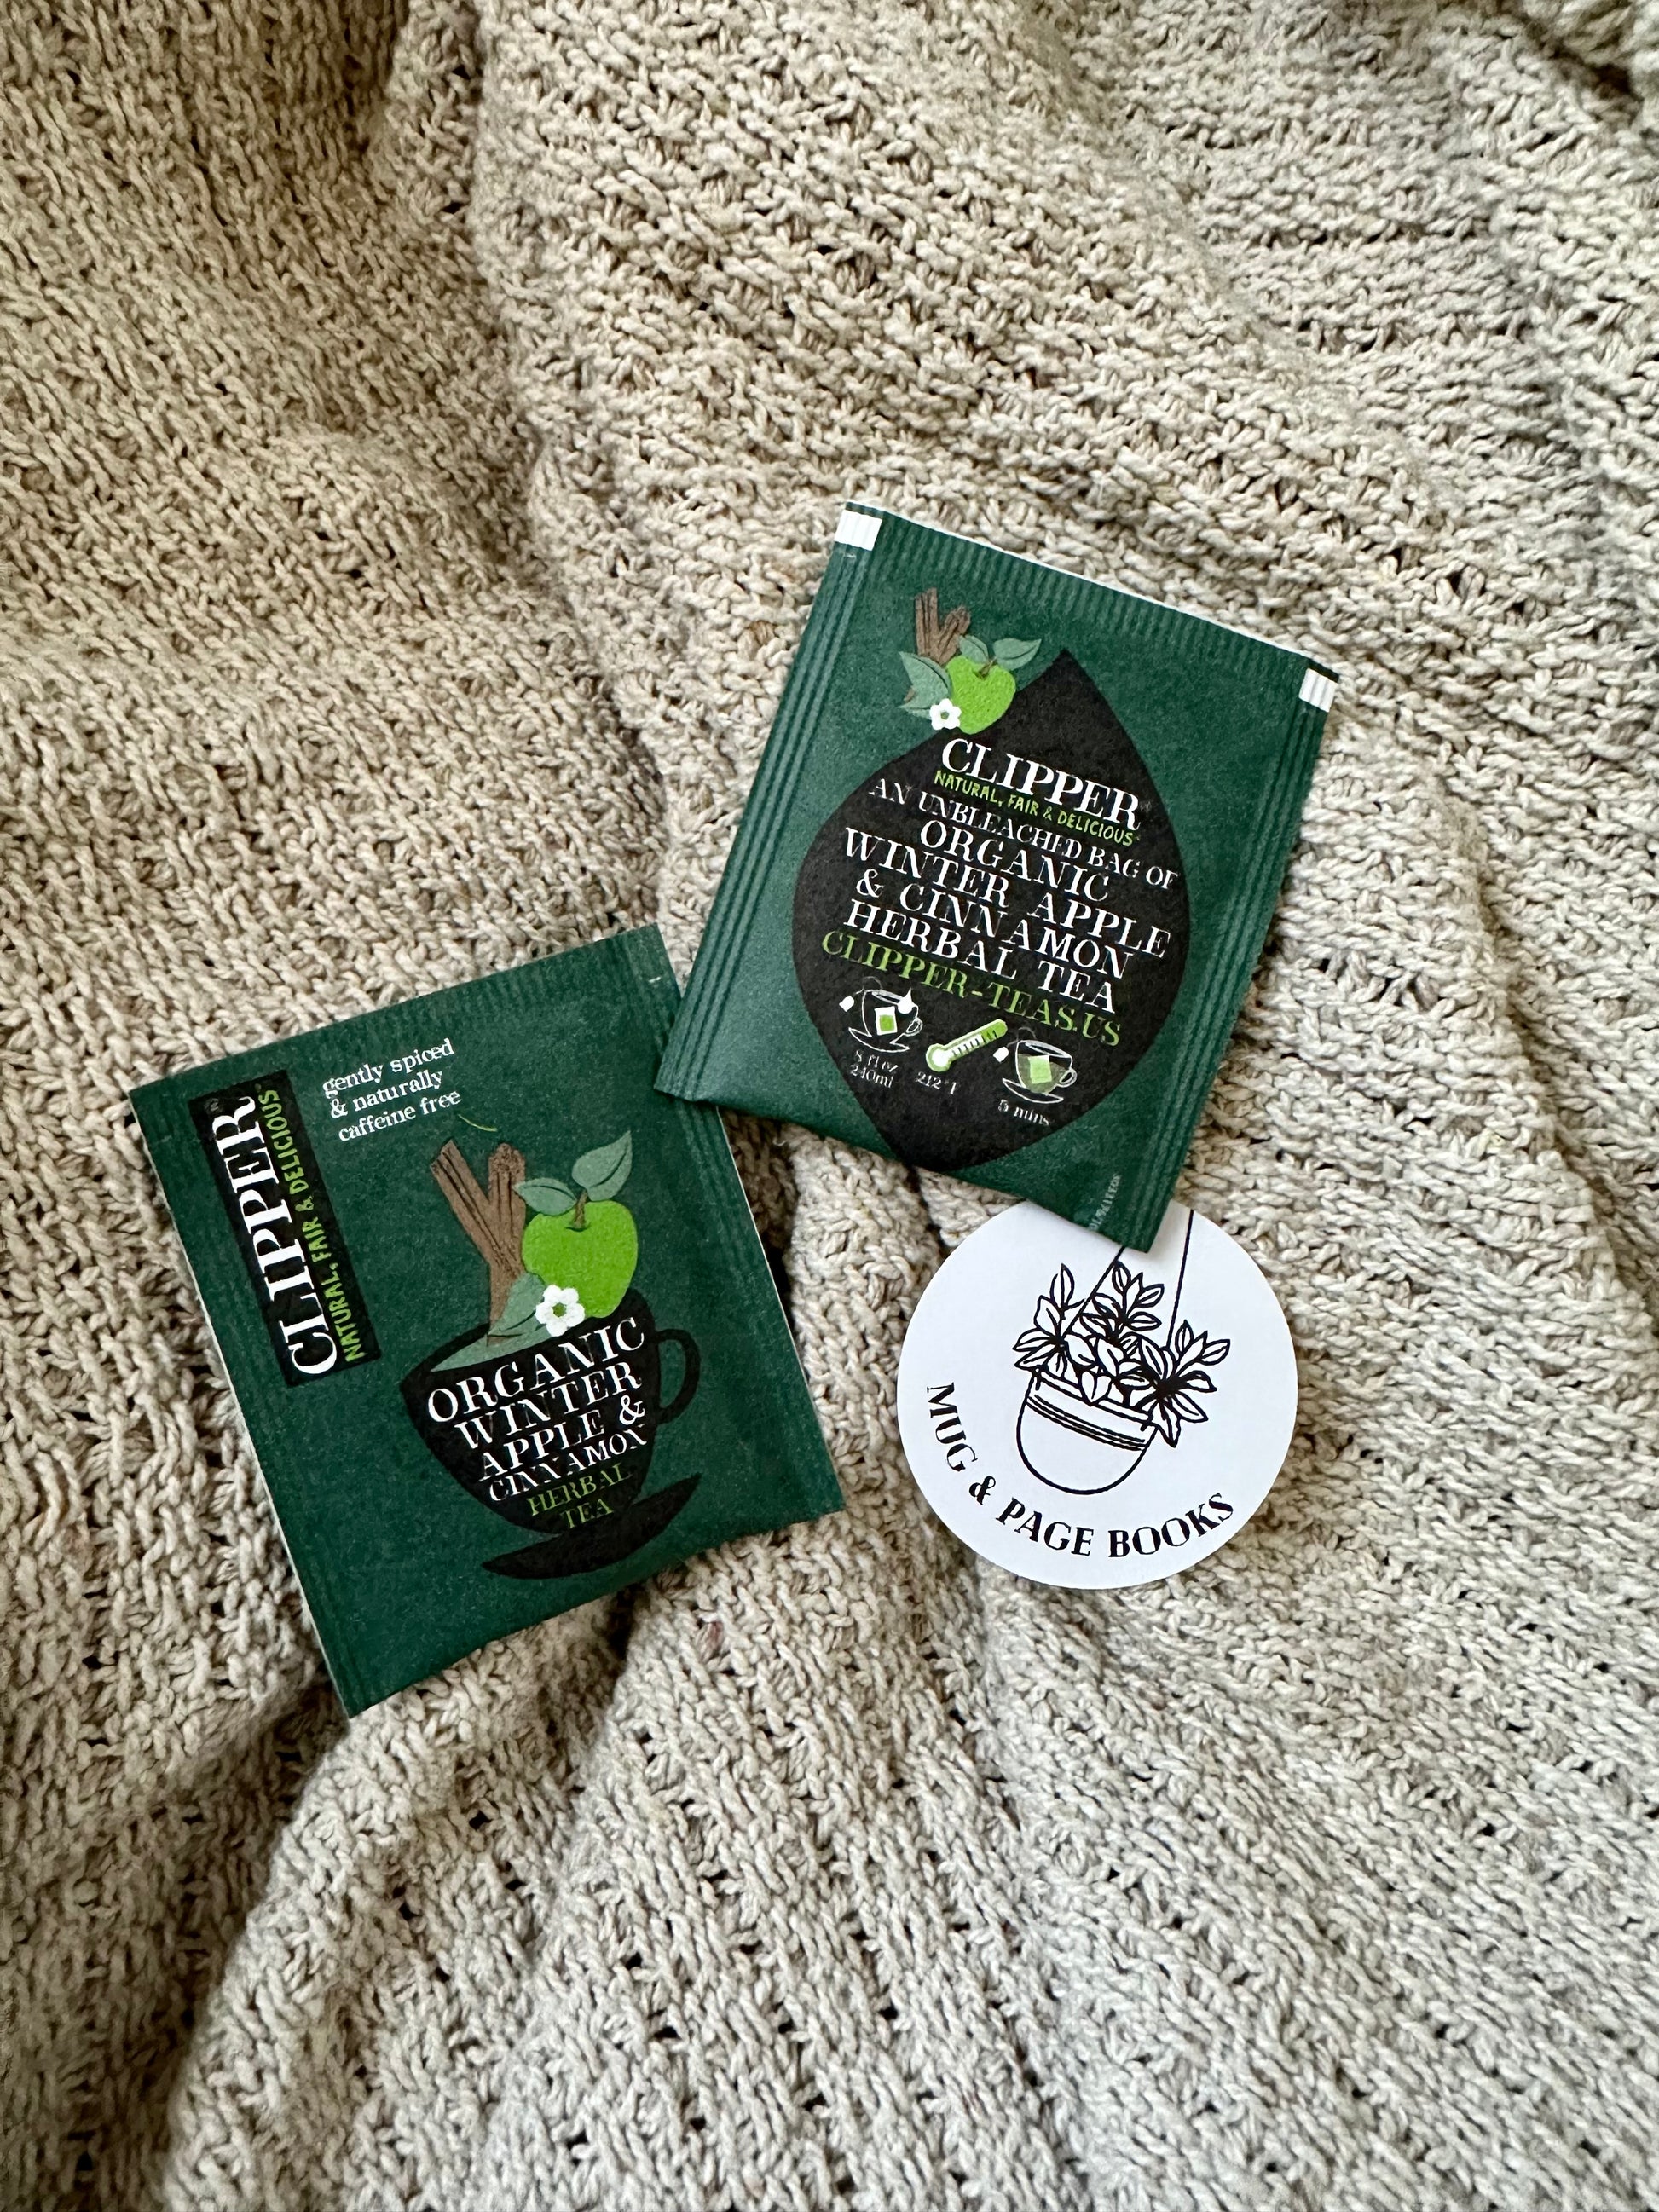 CLIPPER
NATURAL, FAIR & DELICIOUS
AN UNBLEACHED BAG OF
ORGANIC
WINTER APPLE
& CINNAMON
HERBAL TEA
CLIPPER-TEAS.US
8 fl oz
240ml
212°f
5 mins
CLIPPER
NATURAL, FAIR & DELICIOUS
gently spiced
& naturally
caffeine free
ORGANIC
WINTER
APPLE &
CINNAMON
HERBAL
TEA
MUG & PAGE BOOKS